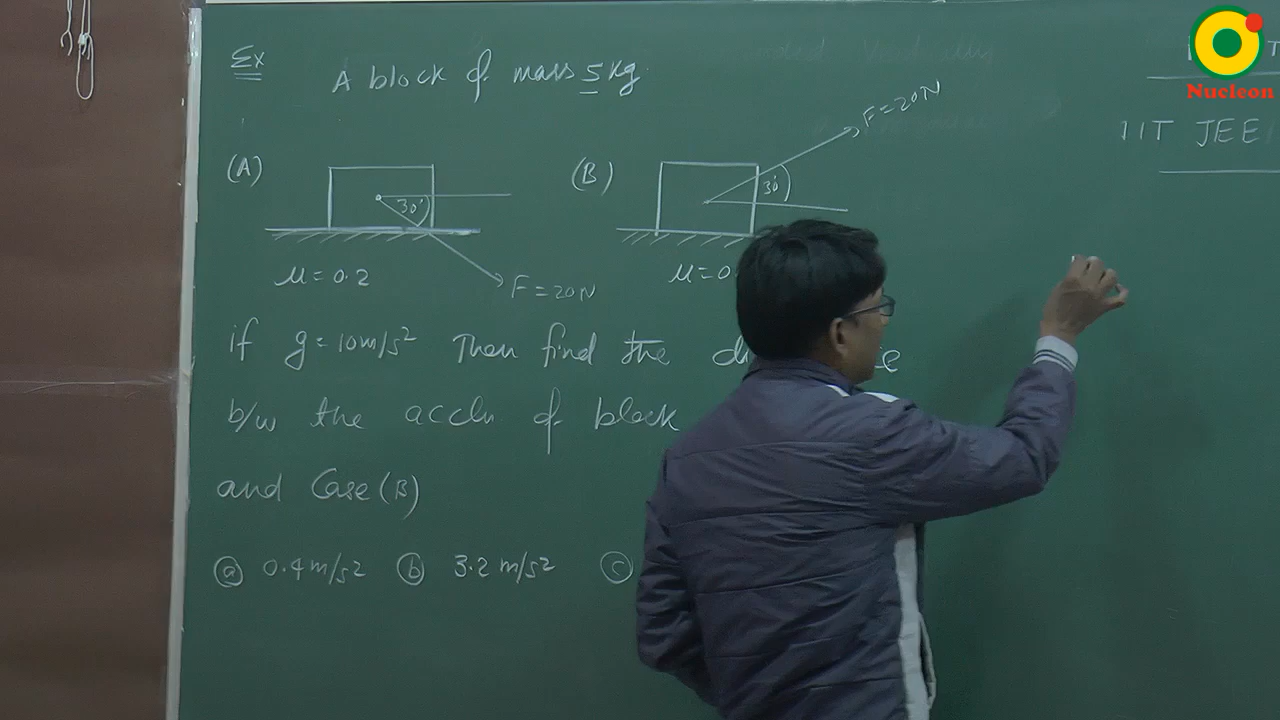 Ex
A block of mass 5 kg.
F = 20N
(A)
(B)
30°
30°
μ = 0.2
μ = 0
F = 20N
if g = 10 m/s² Then find the
b/w the accln. of block
and Case (B)
(a) 0.4 m/s² (b) 3.2 m/s² (c)
Nucleon
IIT JEE